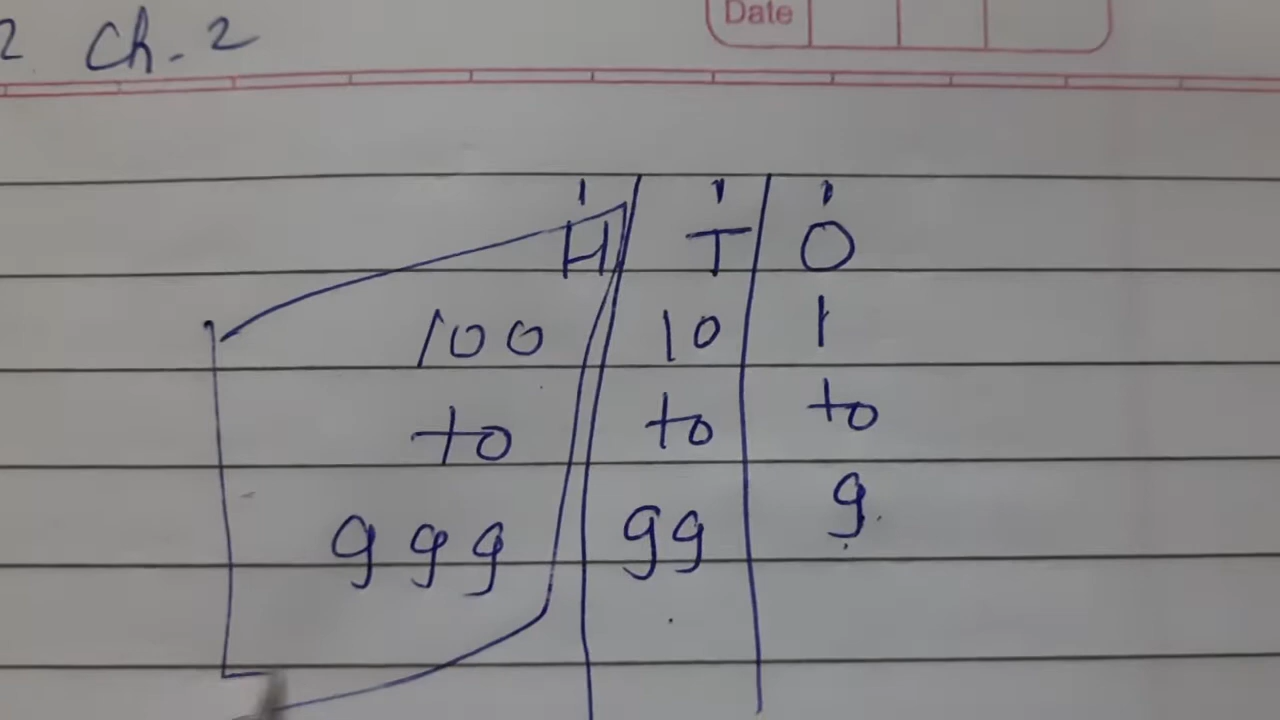 2 Ch. 2
Date
H T O
100 10 1
to to to
999 99 9